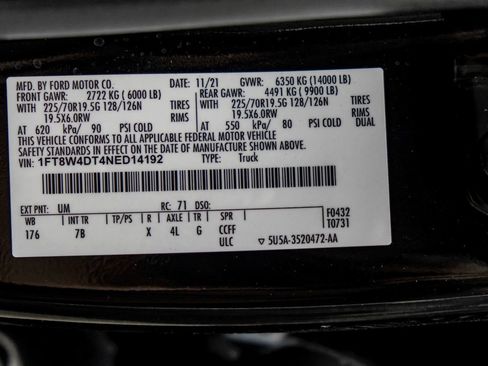 MFD. BY FORD MOTOR CO. DATE: 11/21 GVWR: 6350 KG (14000 LB)
FRONT GAWR: 2722 KG ( 6000 LB) REAR GAWR: 4491 KG ( 9900 LB)
WITH 225/70R19.5G 128/126N TIRES WITH 225/70R19.5G 128/126N TIRES
19.5X6.0RW RIMS 19.5X6.0RW RIMS
AT 620 kPa/ 90 PSI COLD AT 550 kPa/ 80 PSI COLD DUAL
THIS VEHICLE CONFORMS TO ALL APPLICABLE FEDERAL MOTOR VEHICLE
SAFETY STANDARDS IN EFFECT ON THE DATE OF MANUFACTURE SHOWN ABOVE.
VIN: 1FT8W4DT4NED14192 TYPE: Truck
EXT PNT: UM RC: 71 DSO:
WB INT TR TP/PS R AXLE TR SPR F0432
176 7B X 4L G CCFF T0731
ULC 5U5A-3520472-AA